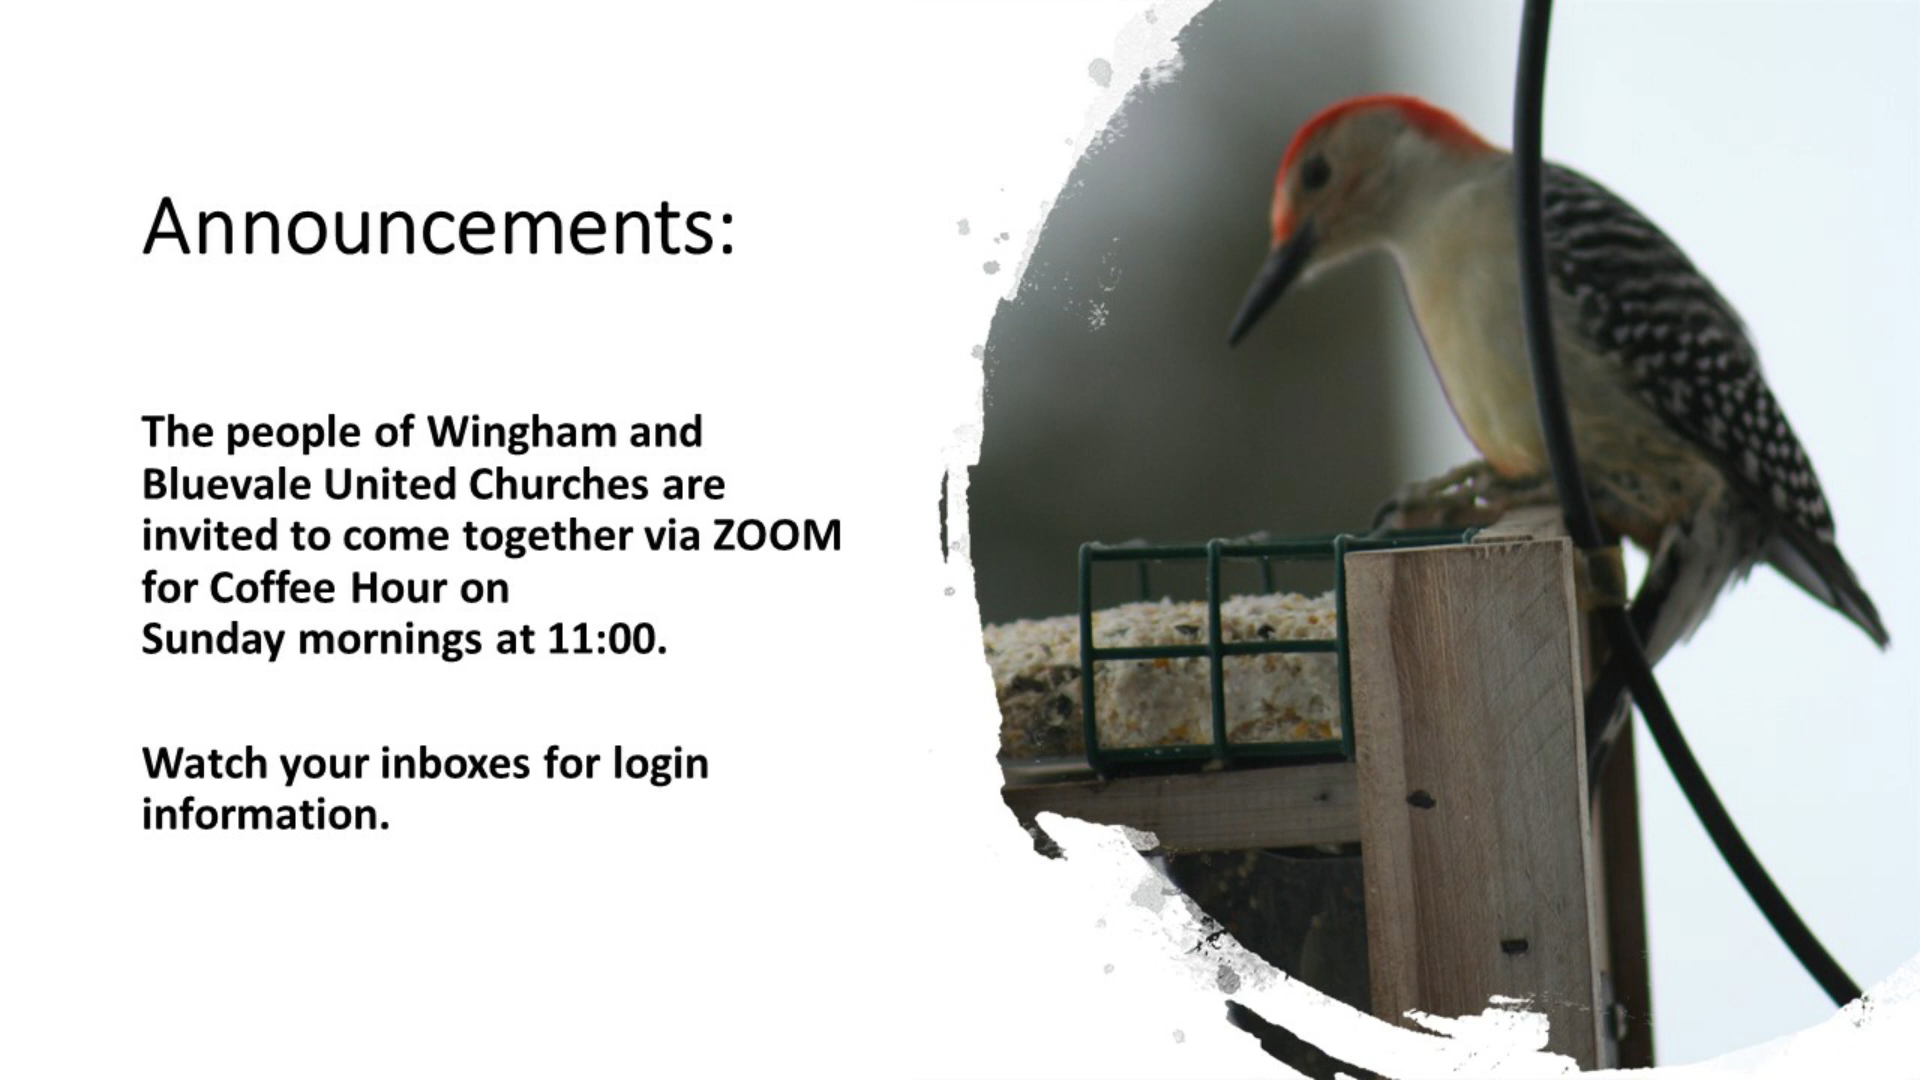 Announcements:
The people of Wingham and
Bluevale United Churches are
invited to come together via ZOOM
for Coffee Hour on
Sunday mornings at 11:00.
Watch your inboxes for login
information.